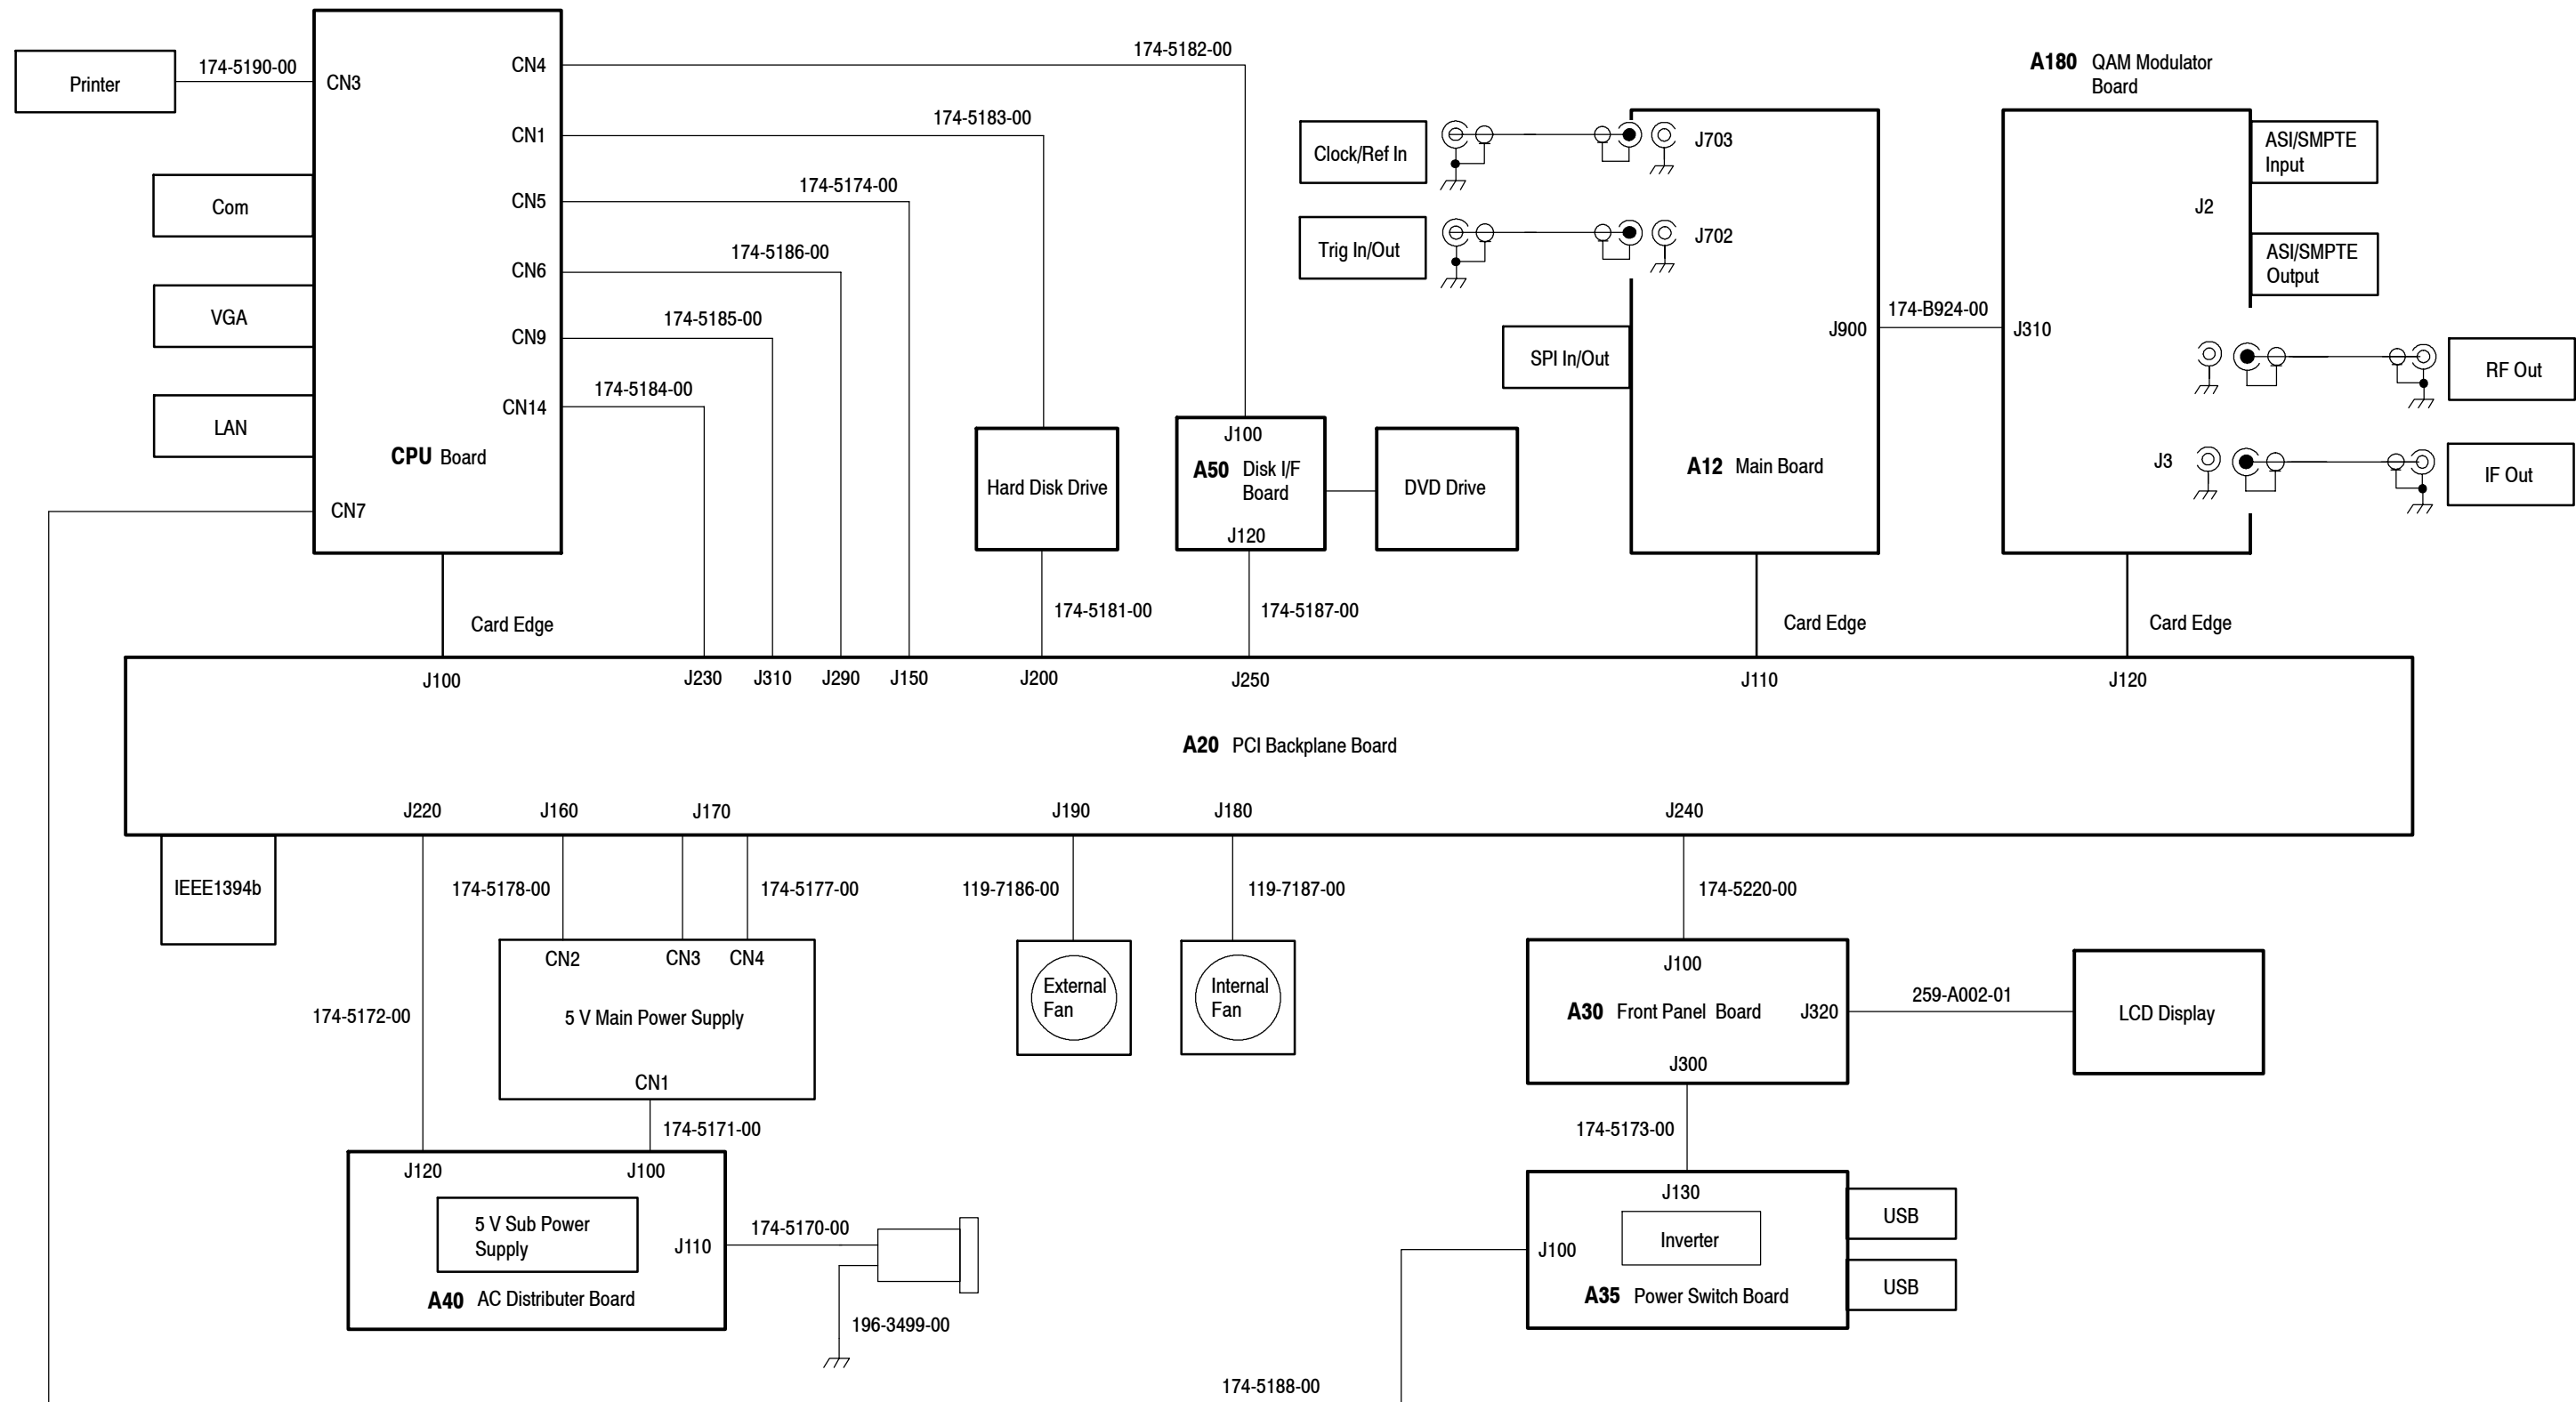 174-5182-00
A180 QAM Modulator
Board
Printer
174-5190-00
CN3
CN4
174-5183-00
CN1
Clock/Ref In
J703
ASI/SMPTE
Input
174-5174-00
Com
CN5
J2
174-5186-00
Trig In/Out
J702
ASI/SMPTE
Output
CN6
VGA
174-5185-00
CN9
SPI In/Out
J900
174-B924-00
J310
RF Out
174-5184-00
CN14
LAN
CPU Board
Hard Disk Drive
J100
A50 Disk I/F
Board
J120
DVD Drive
A12 Main Board
J3
IF Out
CN7
Card Edge
174-5181-00
174-5187-00
Card Edge
Card Edge
J100
J230
J310
J290
J150
J200
J250
J110
J120
A20 PCI Backplane Board
J220
J160
J170
J190
J180
J240
IEEE1394b
174-5178-00
174-5177-00
119-7186-00
119-7187-00
174-5220-00
CN2
CN3
CN4
5 V Main Power Supply
CN1
External
Fan
Internal
Fan
J100
A30 Front Panel Board
J320
J300
259-A002-01
LCD Display
174-5172-00
174-5171-00
174-5173-00
J120
J100
5 V Sub Power
Supply
J110
A40 AC Distributer Board
174-5170-00
196-3499-00
J130
Inverter
J100
A35 Power Switch Board
USB
USB
174-5188-00